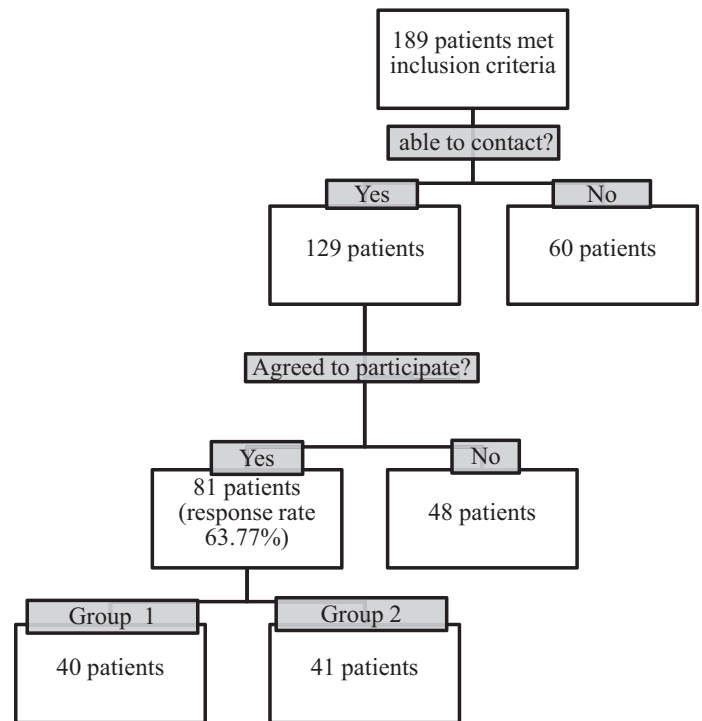 189 patients met
inclusion criteria
able to contact?
Yes
No
129 patients
60 patients
Agreed to participate?
Yes
No
81 patients
(response rate
63.77%)
48 patients
Group 1
Group 2
40 patients
41 patients